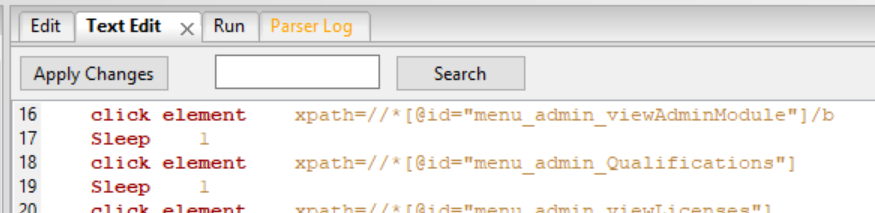 Edit Text Edit Run Parser Log
Apply Changes Search
16 click element xpath=//*[@id="menu_admin_viewAdminModule"]/b
17 Sleep 1
18 click element xpath=//*[@id="menu_admin_Qualifications"]
19 Sleep 1
20 click element xpath=//*[@id="menu_admin_viewLicenses"]